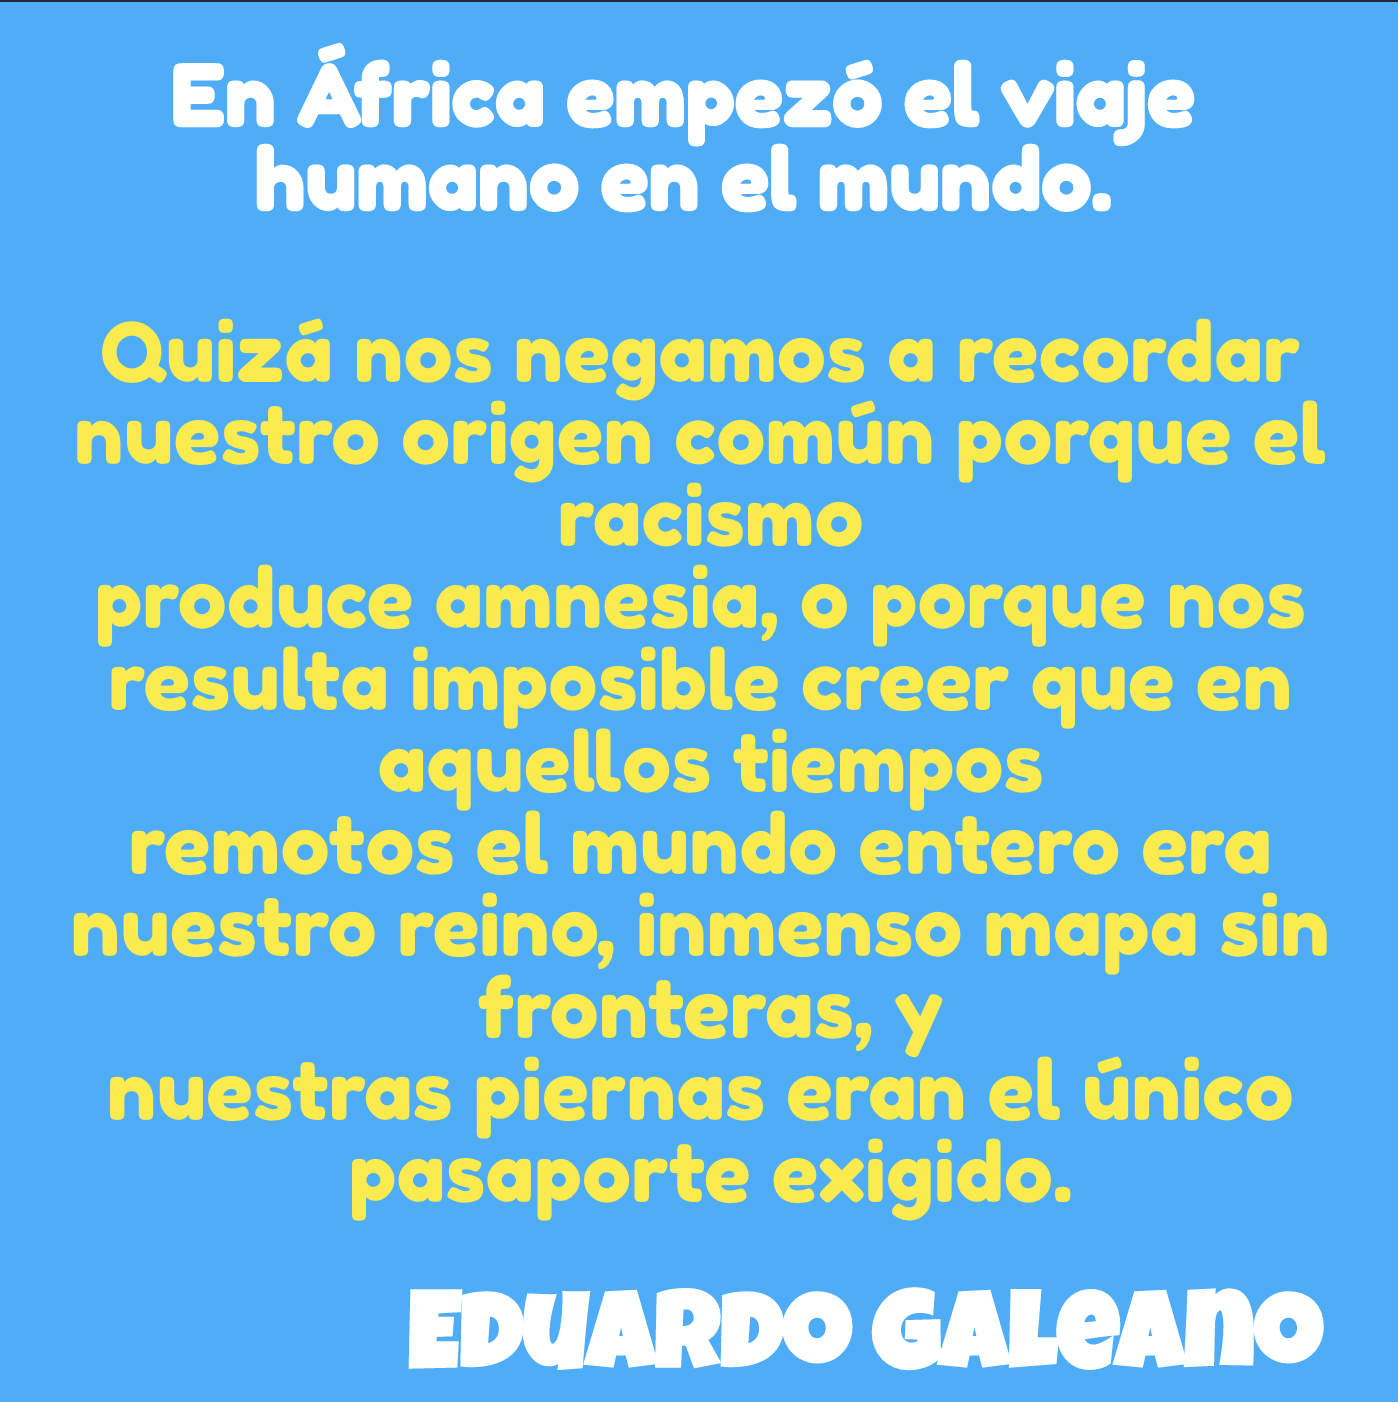 En África empezó el viaje
humano en el mundo.
Quizá nos negamos a recordar
nuestro origen común porque el
racismo
produce amnesia, o porque nos
resulta imposible creer que en
aquellos tiempos
remotos el mundo entero era
nuestro reino, inmenso mapa sin
fronteras, y
nuestras piernas eran el único
pasaporte exigido.
EDUARDO GALEANO